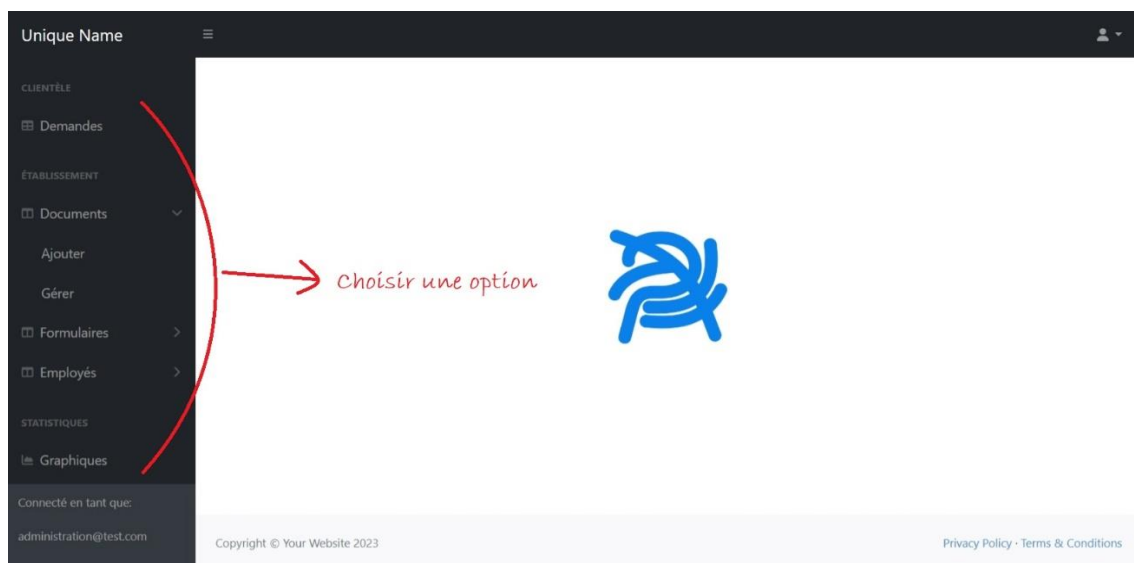 Unique Name
CLIENTÈLE
Demandes
ÉTABLISSEMENT
Documents
Ajouter
Gérer
Formulaires
Employés
STATISTIQUES
Graphiques
Connecté en tant que:
administration@test.com
Choisir une option
Copyright © Your Website 2023
Privacy Policy · Terms & Conditions